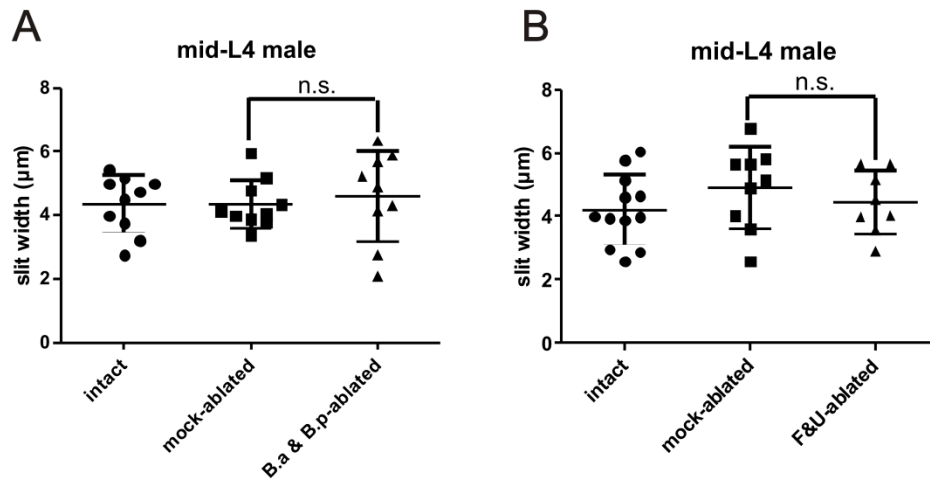 A
mid-L4 male
n.s.
slit width (μm)
8
6
4
2
0
intact
mock-ablated
B.a & B.p-ablated
B
mid-L4 male
n.s.
slit width (μm)
8
6
4
2
0
intact
mock-ablated
F&U-ablated